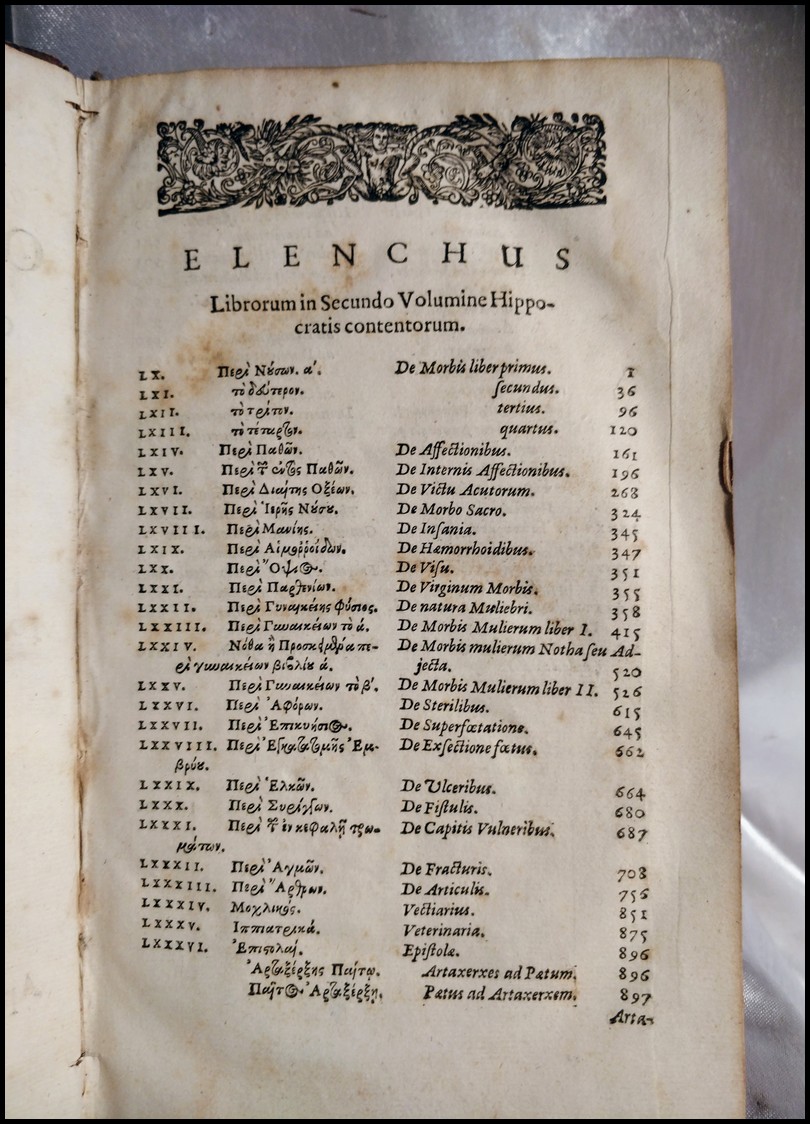 ELENCHUS
Librorum in Secundo Volumine Hippo-
cratis contentorum.
LX. Περὶ Νύσων. α΄. De Morbis liber primus. 1
LXI. τὸ δεύτερον. secundus. 36
LXII. τὸ τρίτον. tertius. 96
LXIII. τὸ τέταρτον. quartus. 120
LXIV. Περὶ Παθῶν. De Affectionibus. 161
LXV. Περὶ τῶν ἐντὸς Παθῶν. De Internis Affectionibus. 196
LXVI. Περὶ Διαίτης Οξέων. De Victu Acutorum. 268
LXVII. Περὶ Ἱερῆς Νούσου. De Morbo Sacro. 324
LXVIII. Περὶ Μανίης. De Insania. 345
LXIX. Περὶ Αἱμοῤῥοΐδων. De Hæmorrhoidibus. 347
LXX. Περὶ Ὄψιος. De Visu. 351
LXXI. Περὶ Παρθενίων. De Virginum Morbis. 355
LXXII. Περὶ Γυναικείης φύσιος. De natura Muliebri. 358
LXXIII. Περὶ Γυναικείων τὸ ά. De Morbis Mulierum liber I. 415
LXXIV. Νόθα ἢ Προσκείμενα πε- De Morbis mulierum Notha seu Ad-
ρὶ γυναικείων βιβλίου ά. jecta. 520
LXXV. Περὶ Γυναικείων τὸ β΄. De Morbis Mulierum liber II. 526
LXXVI. Περὶ Ἀφόρων. De Sterilibus. 615
LXXVII. Περὶ Ἐπικυήσιος. De Superfœtatione. 645
LXXVIII. Περὶ Ἐγκατατομῆς Ἐμ- De Exsectione fœtus. 662
βρύου.
LXXIX. Περὶ Ἑλκῶν. De Ulceribus. 664
LXXX. Περὶ Συρίγγων. De Fistulis. 680
LXXXI. Περὶ τῶν ἐν κεφαλῇ τρω- De Capitis Vulneribus. 687
μάτων.
LXXXII. Περὶ Ἀγμῶν. De Fracturis. 708
LXXXIII. Περὶ Ἄρθρων. De Articulis. 756
LXXXIV. Μοχλικός. Vectiarius. 851
LXXXV. Ιππιατρικά. Veterinaria. 875
LXXXVI. Ἐπιστολαί. Epistolæ. 896
Ἀρταξέρξης Παίτῳ. Artaxerxes ad Pætum. 896
Παῖτος Ἀρταξέρξῃ. Pætus ad Artaxerxem. 897
Arta-